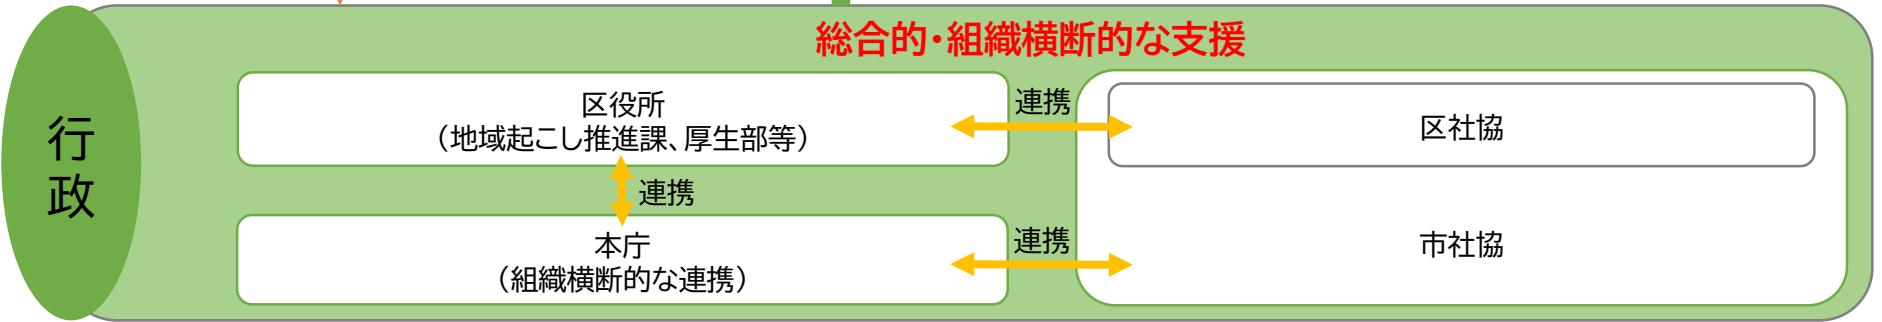 総合的・組織横断的な支援
行政
区役所
（地域起こし推進課、厚生部等）
連携
区社協
連携
本庁
（組織横断的な連携）
連携
市社協